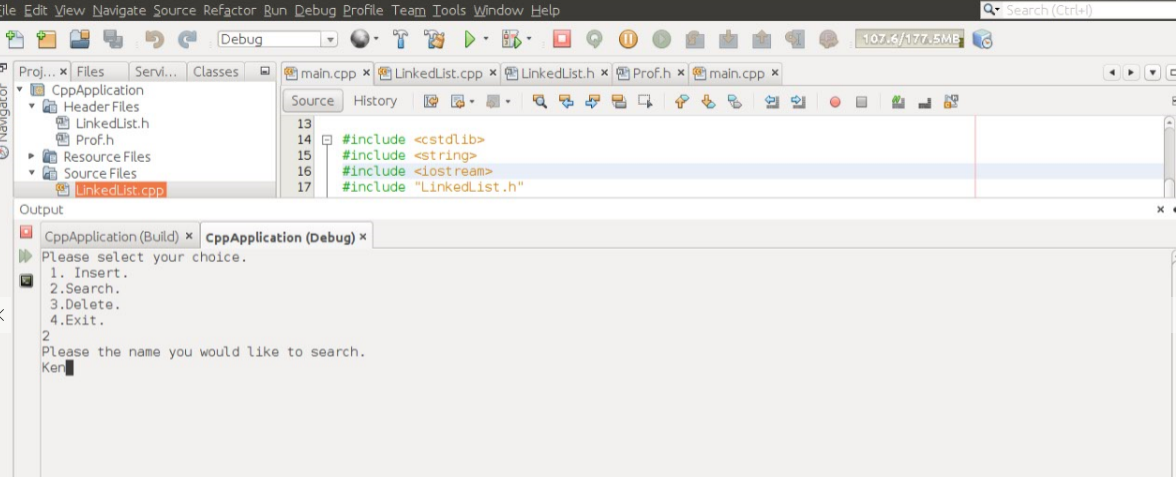 File Edit View Navigate Source Refactor Run Debug Profile Team Tools Window Help
Search (Ctrl+I)
Debug
107.6/177.5MB
Proj... × Files Servi... Classes
main.cpp × LinkedList.cpp × LinkedList.h × Prof.h × main.cpp ×
Navigator
CppApplication
Header Files
LinkedList.h
Prof.h
Resource Files
Source Files
LinkedList.cpp
Source History
13
14 #include <cstdlib>
15 #include <string>
16 #include <iostream>
17 #include "LinkedList.h"
Output
CppApplication (Build) × CppApplication (Debug) ×
Please select your choice.
1. Insert.
2.Search.
3.Delete.
4.Exit.
2
Please the name you would like to search.
Ken